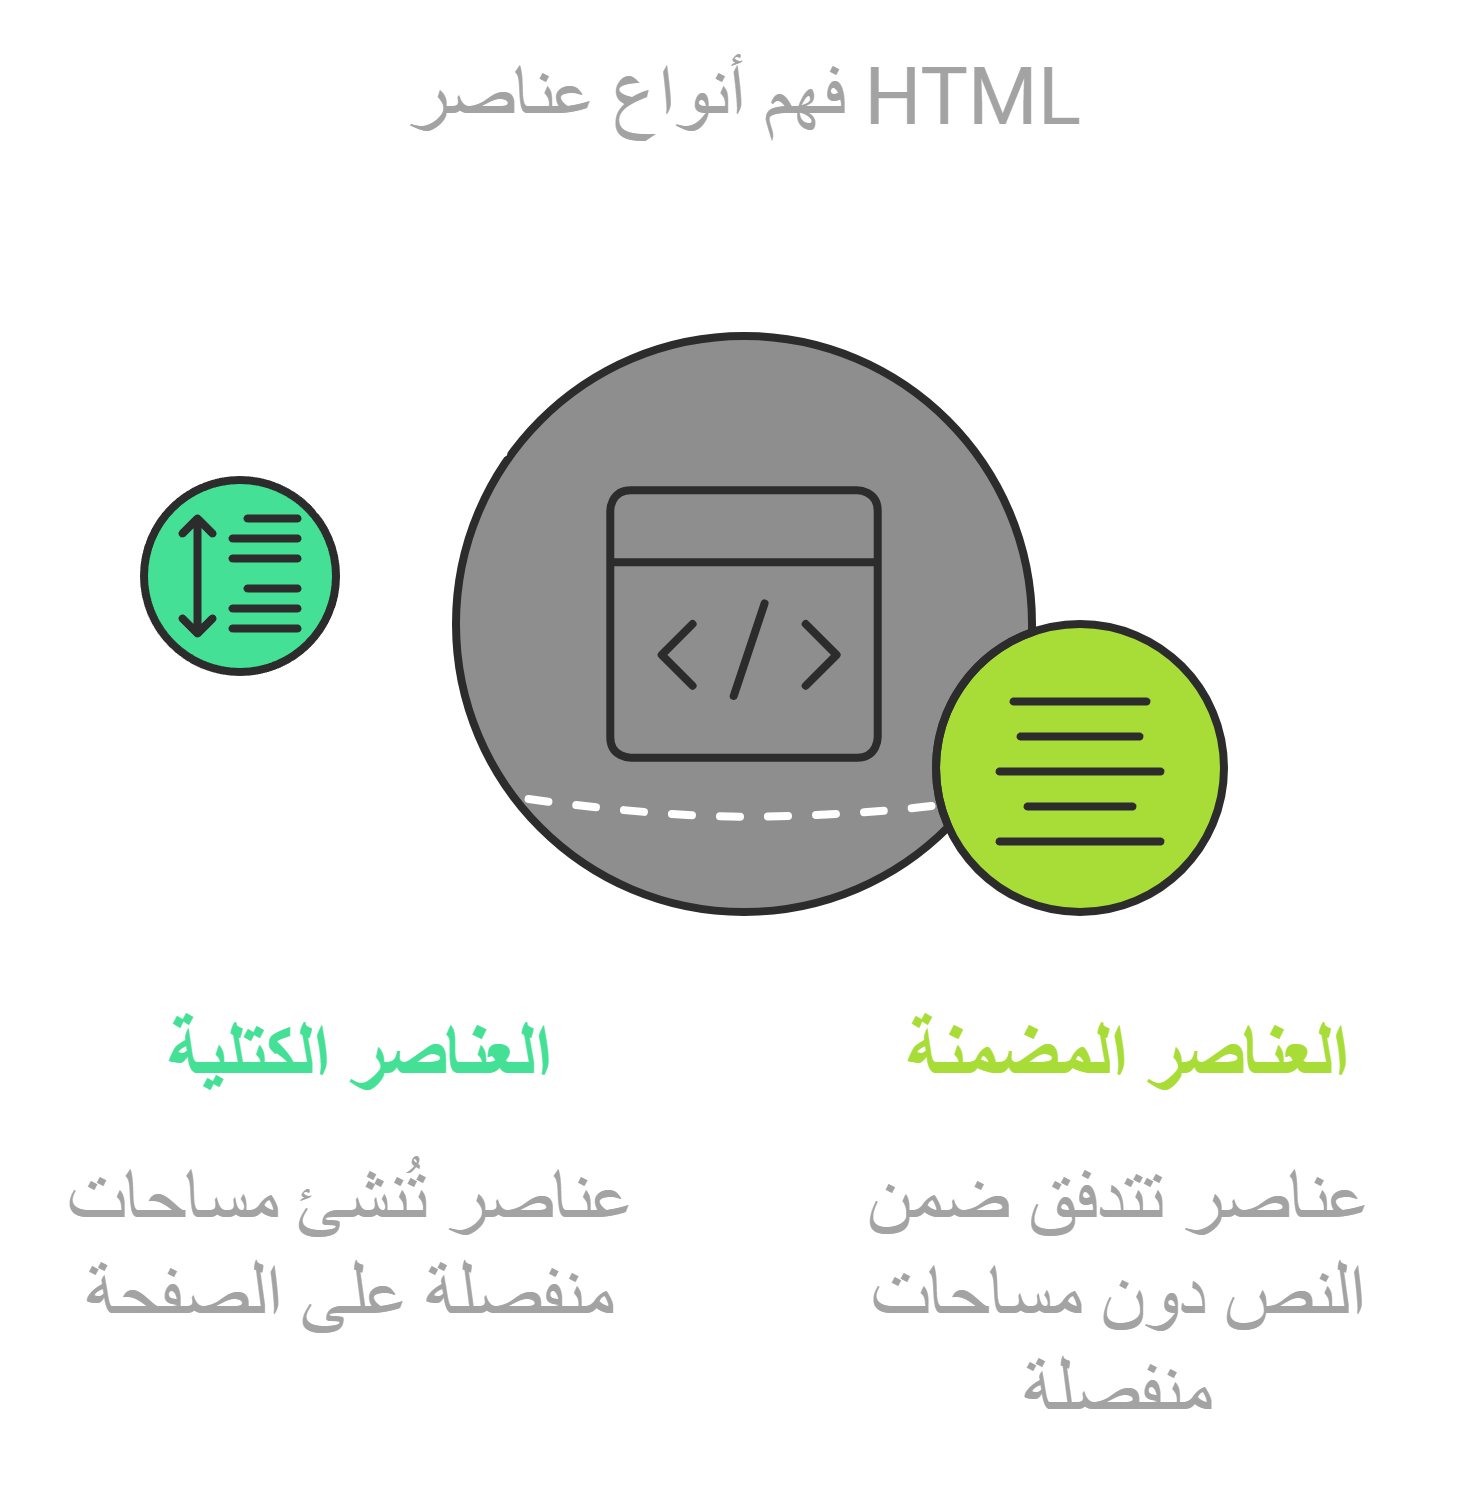 فهم أنواع عناصر HTML
العناصر المضمنة
عناصر تتدفق ضمن
النص دون مساحات
منفصلة
العناصر الكتلية
عناصر تُنشئ مساحات
منفصلة على الصفحة